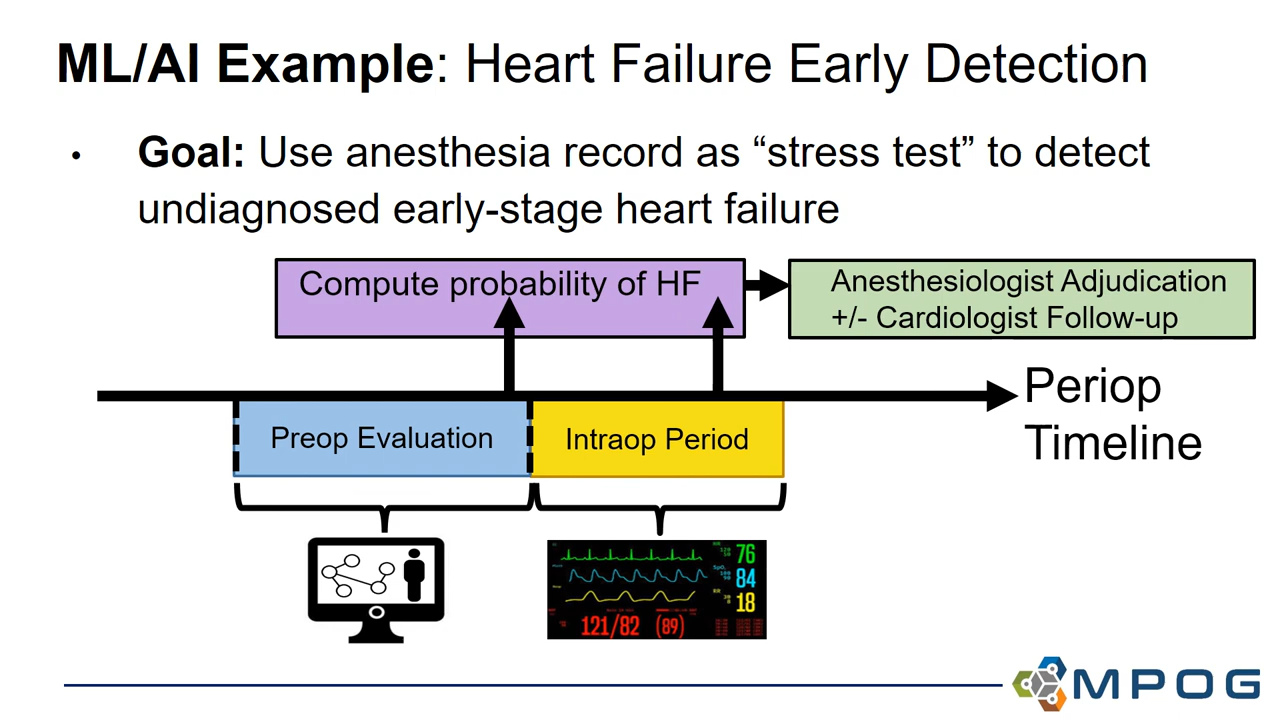 ML/AI Example: Heart Failure Early Detection
• Goal: Use anesthesia record as “stress test” to detect
undiagnosed early-stage heart failure
Compute probability of HF
Anesthesiologist Adjudication
+/- Cardiologist Follow-up
Periop
Timeline
Preop Evaluation
Intraop Period
76
84
18
121/82 (89)
MPOG